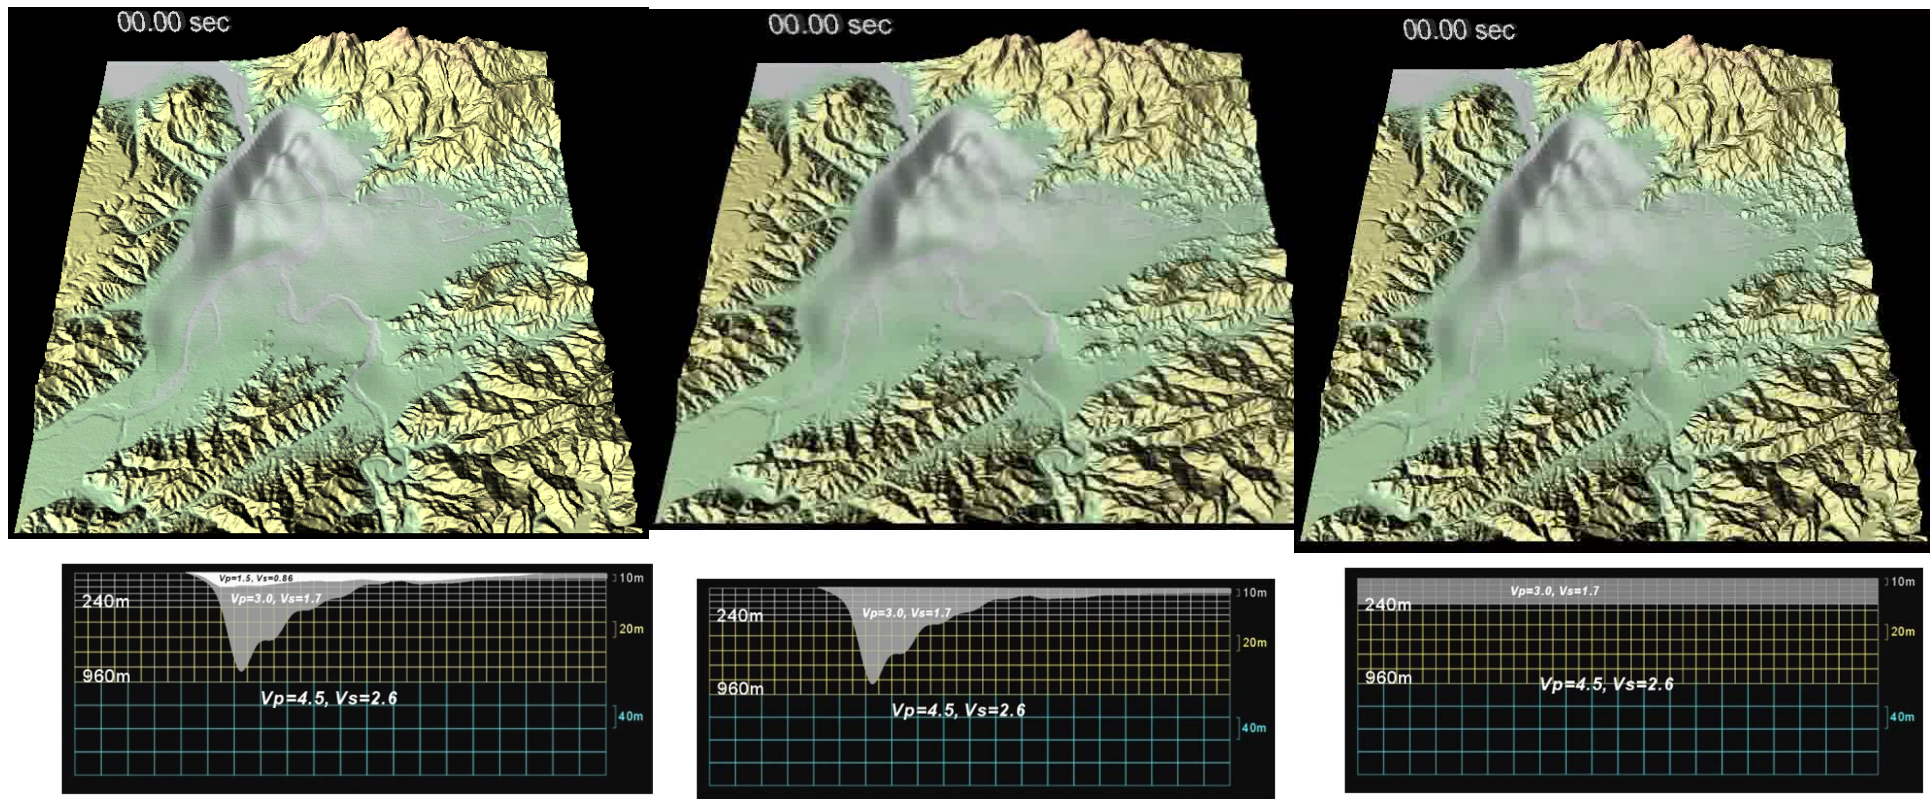 00.00 sec
00.00 sec
00.00 sec
Vp=1.5, Vs=0.86
10m
240m
Vp=3.0, Vs=1.7
20m
960m
Vp=4.5, Vs=2.6
40m
10m
240m
Vp=3.0, Vs=1.7
20m
960m
Vp=4.5, Vs=2.6
40m
Vp=3.0, Vs=1.7
10m
240m
20m
960m
Vp=4.5, Vs=2.6
40m